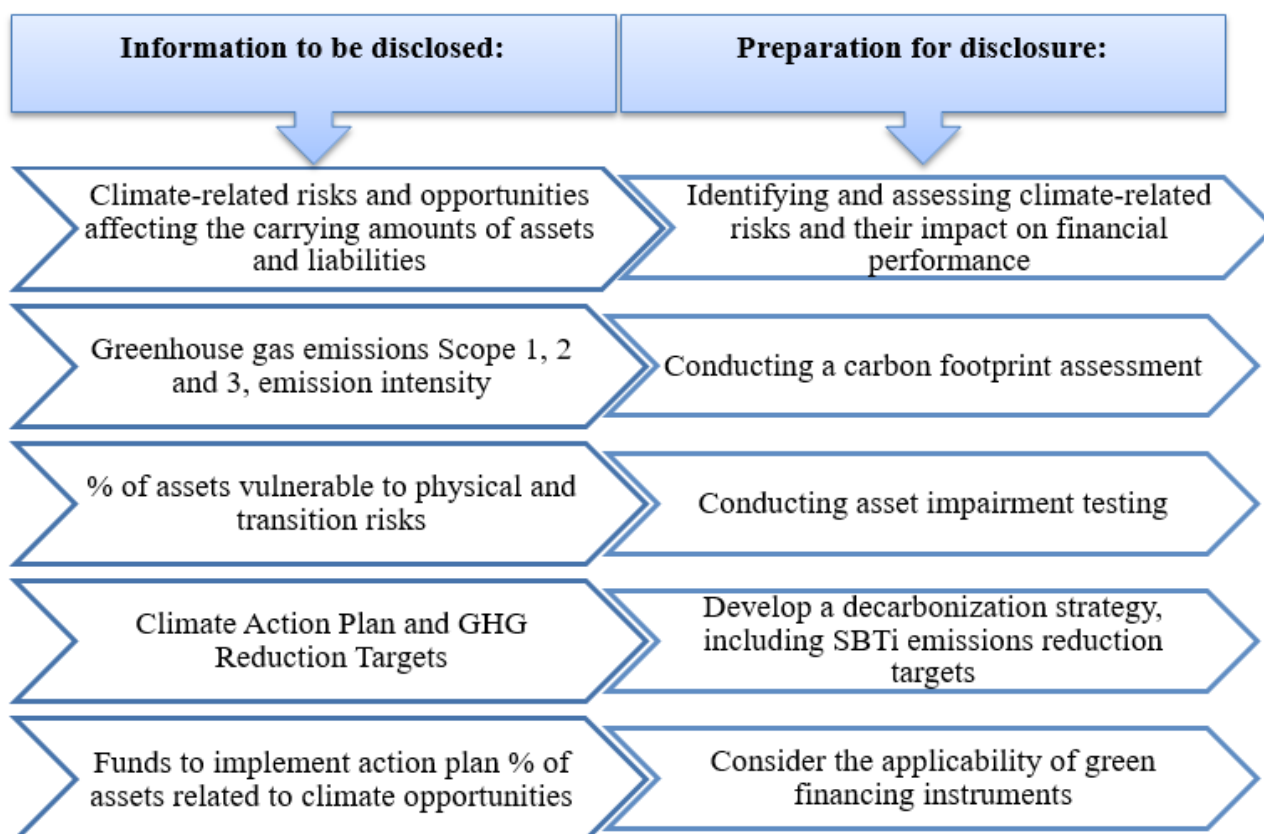 Information to be disclosed:
Preparation for disclosure:
Climate-related risks and opportunities
affecting the carrying amounts of assets
and liabilities
Identifying and assessing climate-related
risks and their impact on financial
performance
Greenhouse gas emissions Scope 1, 2
and 3, emission intensity
Conducting a carbon footprint assessment
% of assets vulnerable to physical and
transition risks
Conducting asset impairment testing
Climate Action Plan and GHG
Reduction Targets
Develop a decarbonization strategy,
including SBTi emissions reduction
targets
Funds to implement action plan % of
assets related to climate opportunities
Consider the applicability of green
financing instruments